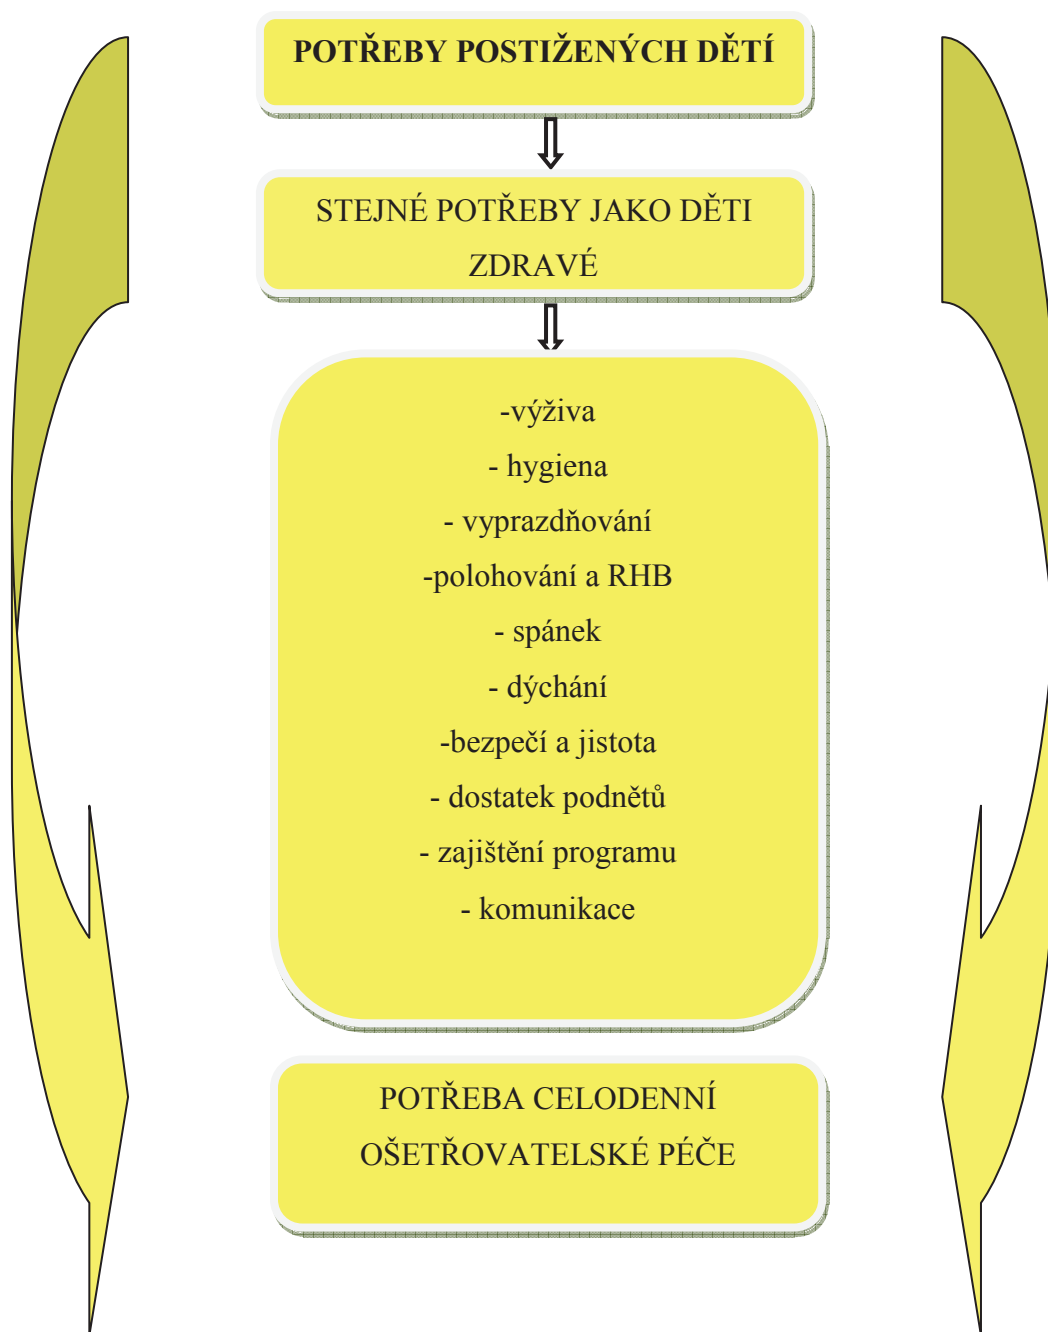 POTŘEBY POSTIŽENÝCH DĚTÍ
STEJNÉ POTŘEBY JAKO DĚTI
ZDRAVÉ
-výživa
- hygiena
- vyprazdňování
-polohování a RHB
- spánek
- dýchání
-bezpečí a jistota
- dostatek podnětů
- zajištění programu
- komunikace
POTŘEBA CELODENNÍ
OŠETŘOVATELSKÉ PÉČE